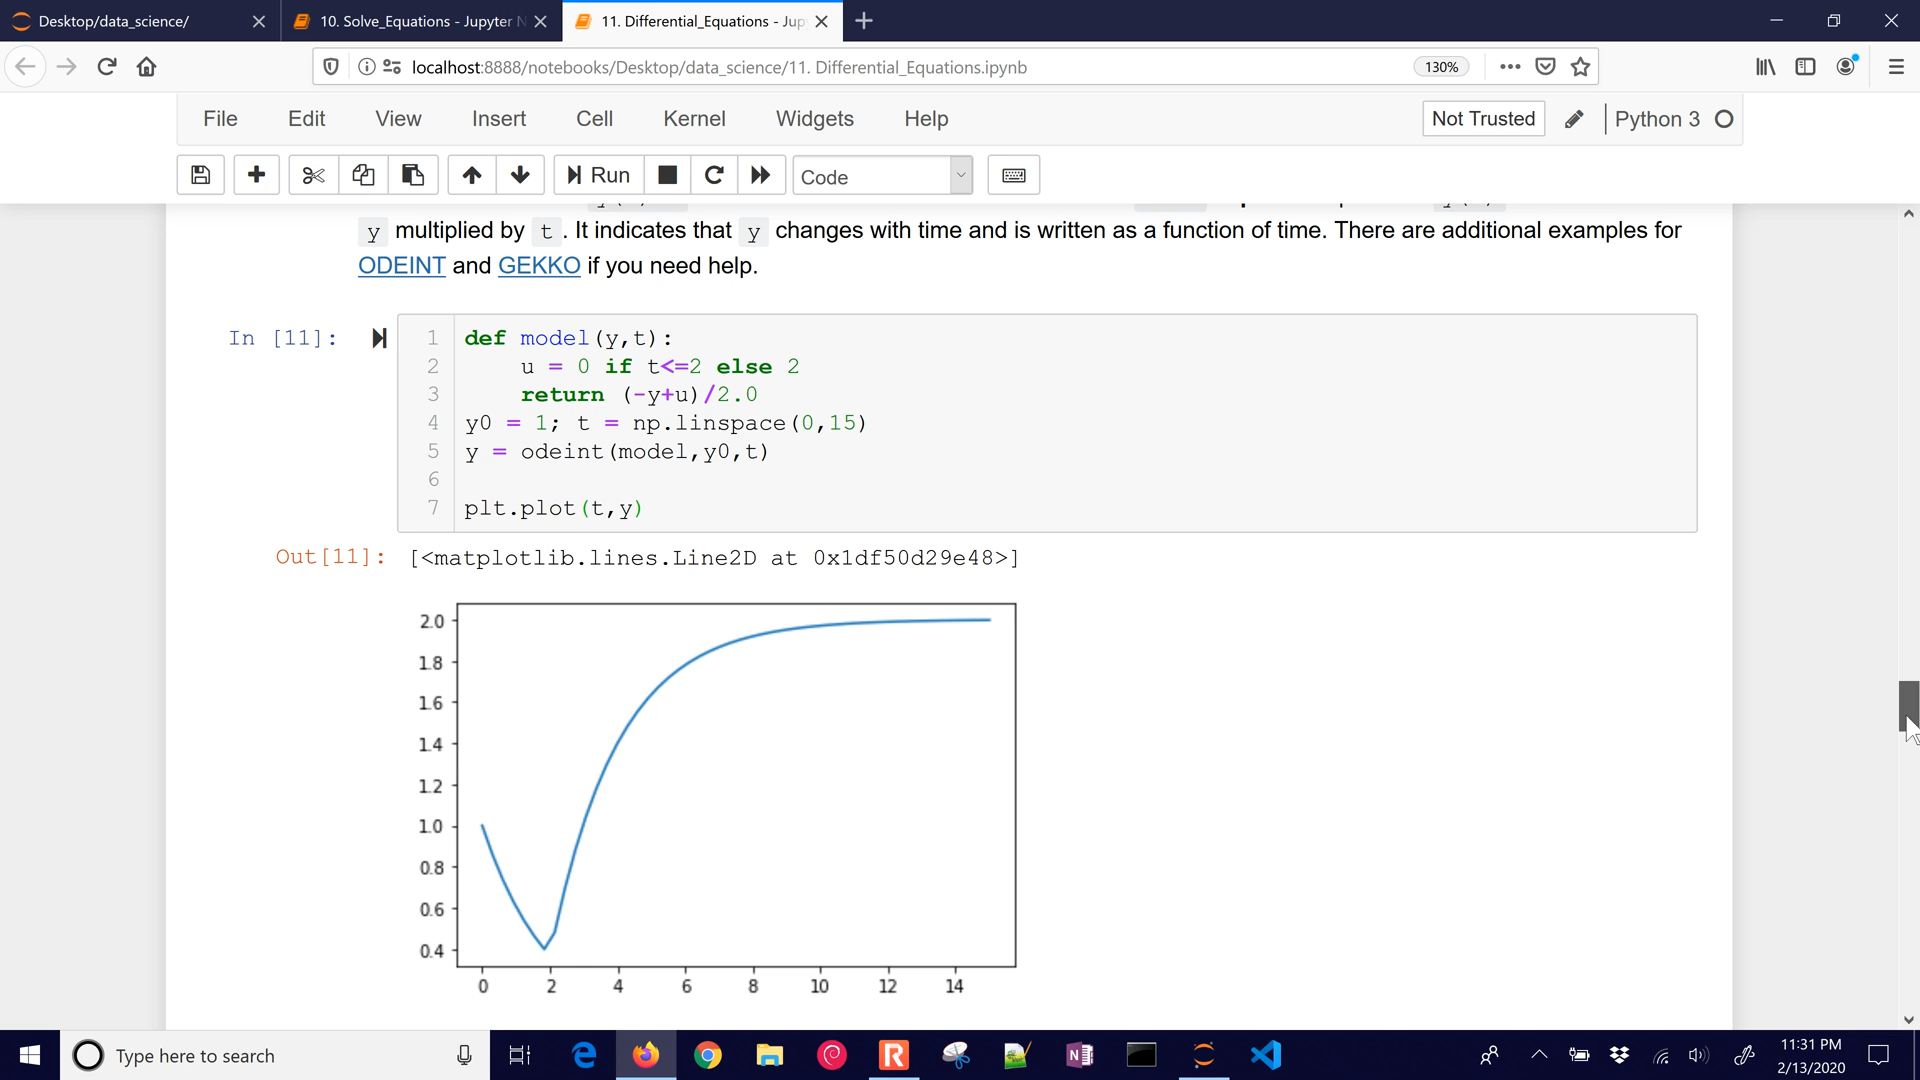 Desktop/data_science/
10. Solve_Equations - Jupyter N
11. Differential_Equations - Jup
localhost:8888/notebooks/Desktop/data_science/11. Differential_Equations.ipynb
130%
File Edit View Insert Cell Kernel Widgets Help
Not Trusted
Python 3
Run
Code
y multiplied by t . It indicates that y changes with time and is written as a function of time. There are additional examples for
ODEINT and GEKKO if you need help.
In [11]:
1 def model(y,t):
2 u = 0 if t<=2 else 2
3 return (-y+u)/2.0
4 y0 = 1; t = np.linspace(0,15)
5 y = odeint(model,y0,t)
6
7 plt.plot(t,y)
Out[11]: [<matplotlib.lines.Line2D at 0x1df50d29e48>]
2.0
1.8
1.6
1.4
1.2
1.0
0.8
0.6
0.4
0 2 4 6 8 10 12 14
Type here to search
11:31 PM
2/13/2020